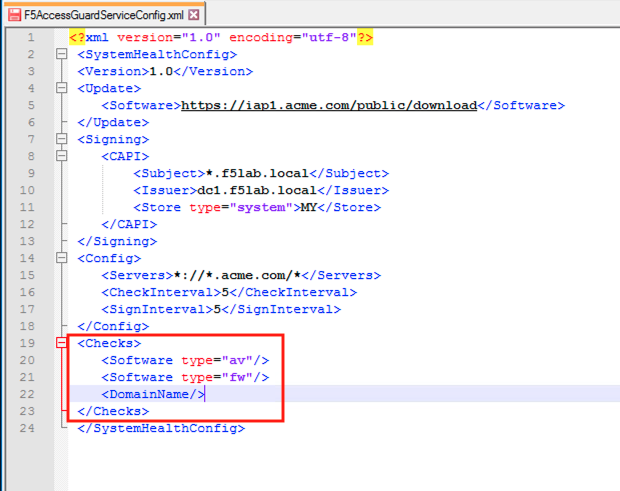 F5AccessGuardServiceConfig.xml
1 <?xml version="1.0" encoding="utf-8"?>
2 <SystemHealthConfig>
3 <Version>1.0</Version>
4 <Update>
5 <Software>https://iap1.acme.com/public/download</Software>
6 </Update>
7 <Signing>
8 <CAPI>
9 <Subject>*.f5lab.local</Subject>
10 <Issuer>dc1.f5lab.local</Issuer>
11 <Store type="system">MY</Store>
12 </CAPI>
13 </Signing>
14 <Config>
15 <Servers>*://*.acme.com/*</Servers>
16 <CheckInterval>5</CheckInterval>
17 <SignInterval>5</SignInterval>
18 </Config>
19 <Checks>
20 <Software type="av"/>
21 <Software type="fw"/>
22 <DomainName/>
23 </Checks>
24 </SystemHealthConfig>